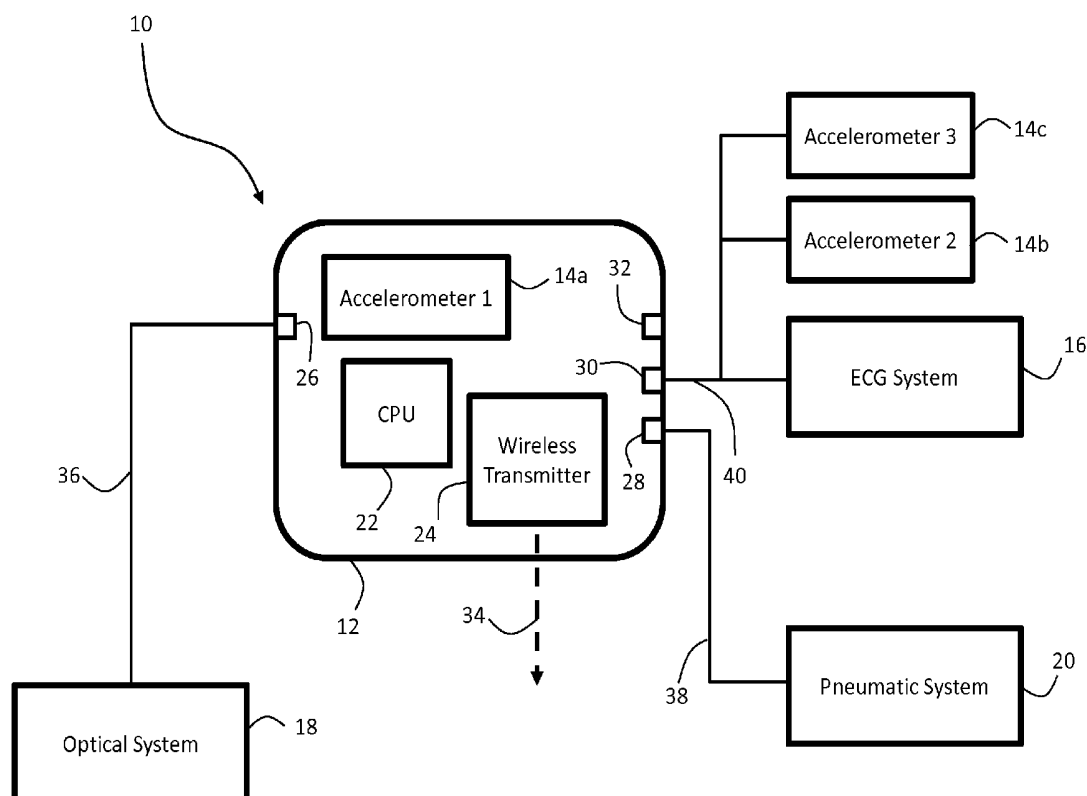 10
Accelerometer 3
14c
Accelerometer 2
14b
Accelerometer 1
14a
32
26
30
ECG System
16
CPU
Wireless
Transmitter
28
40
36
22
24
12
34
38
Pneumatic System
20
Optical System
18